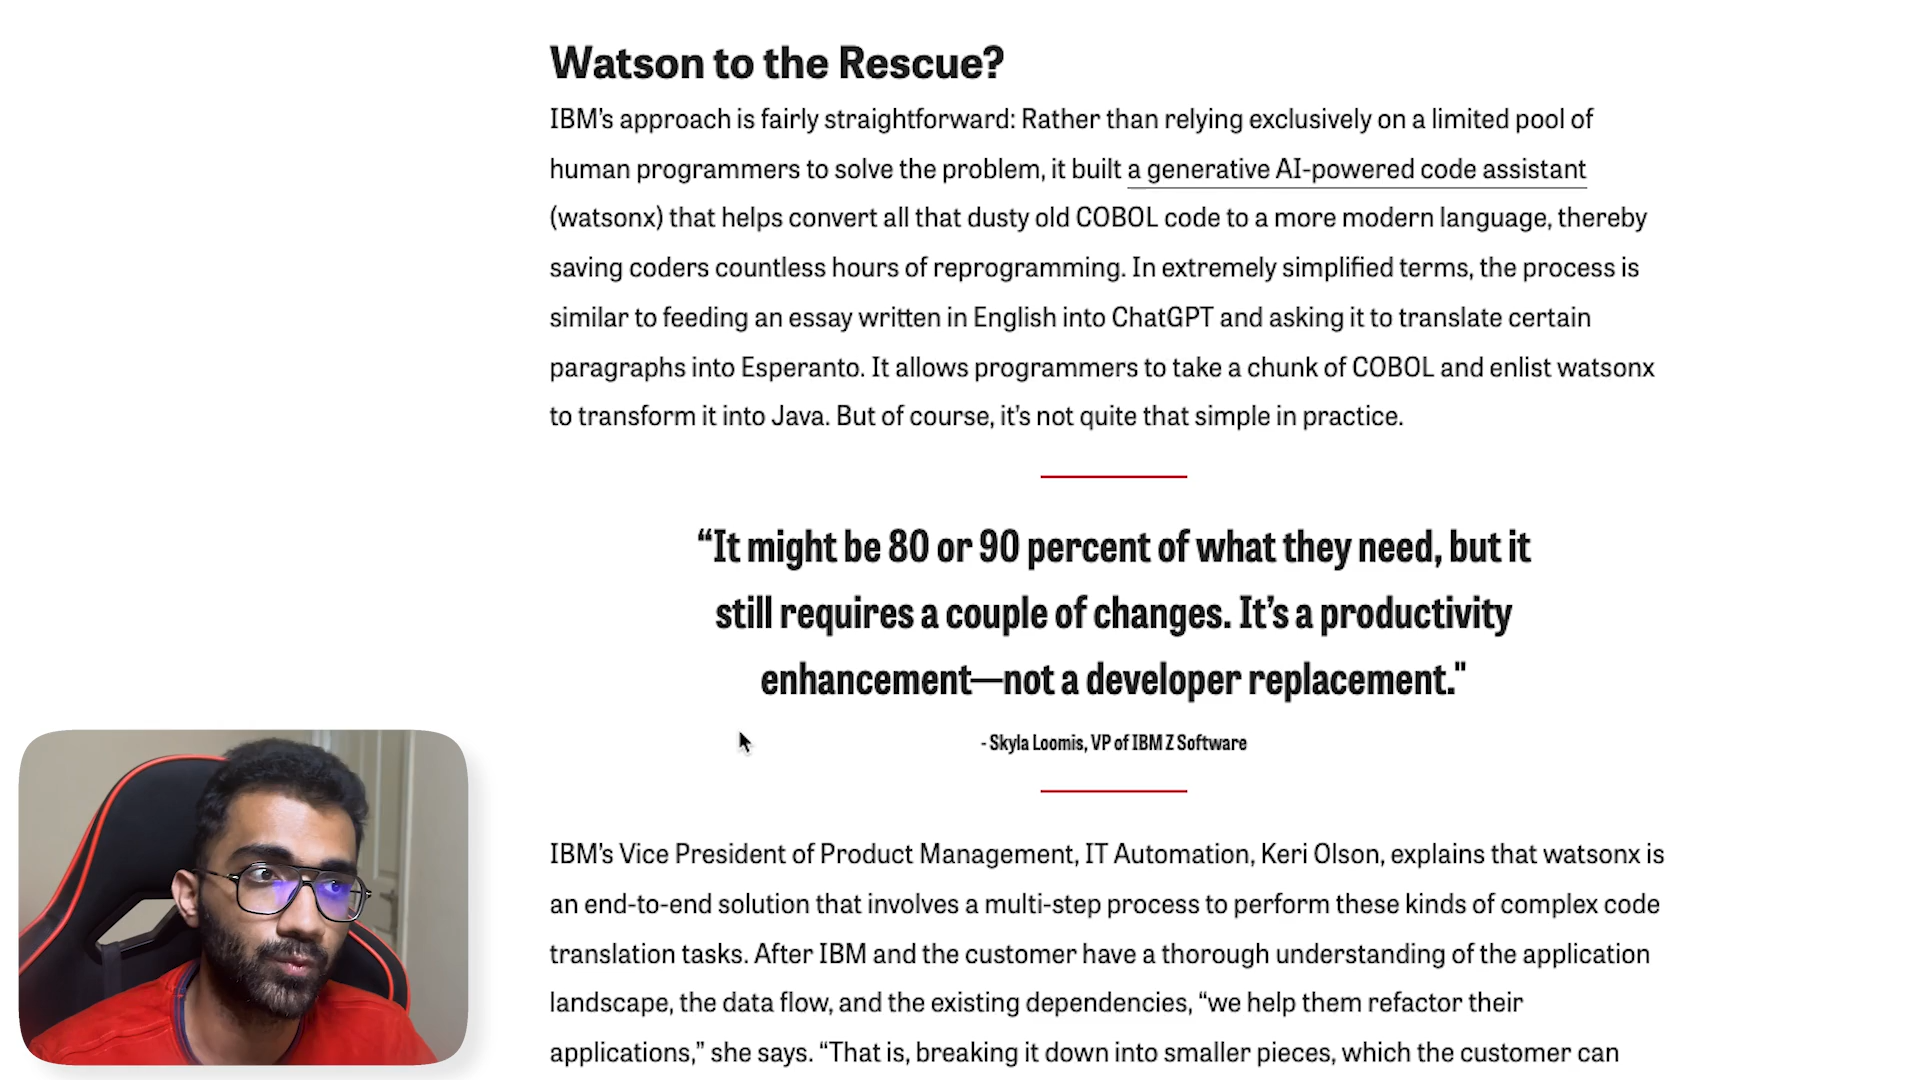 Watson to the Rescue?
IBM's approach is fairly straightforward: Rather than relying exclusively on a limited pool of
human programmers to solve the problem, it built a generative AI-powered code assistant
(watsonx) that helps convert all that dusty old COBOL code to a more modern language, thereby
saving coders countless hours of reprogramming. In extremely simplified terms, the process is
similar to feeding an essay written in English into ChatGPT and asking it to translate certain
paragraphs into Esperanto. It allows programmers to take a chunk of COBOL and enlist watsonx
to transform it into Java. But of course, it's not quite that simple in practice.
“It might be 80 or 90 percent of what they need, but it
still requires a couple of changes. It's a productivity
enhancement—not a developer replacement."
- Skyla Loomis, VP of IBM Z Software
IBM's Vice President of Product Management, IT Automation, Keri Olson, explains that watsonx is
an end-to-end solution that involves a multi-step process to perform these kinds of complex code
translation tasks. After IBM and the customer have a thorough understanding of the application
landscape, the data flow, and the existing dependencies, “we help them refactor their
applications,” she says. “That is, breaking it down into smaller pieces, which the customer can